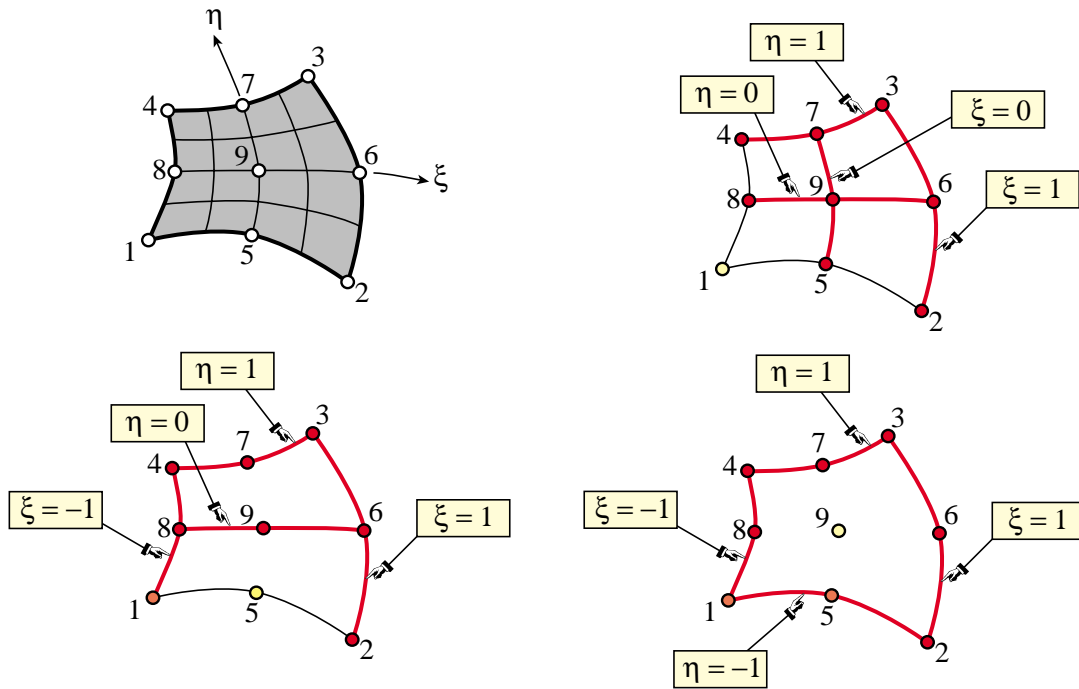 η
3
7
4
9
6
8
ξ
1
5
2
η = 1
η = 0
3
7
ξ = 0
4
9
6
8
ξ = 1
1
5
2
η = 1
η = 0
3
7
4
ξ = −1
ξ = 1
9
6
8
1
5
2
η = 1
3
7
4
ξ = −1
ξ = 1
9
6
8
1
5
2
η = −1